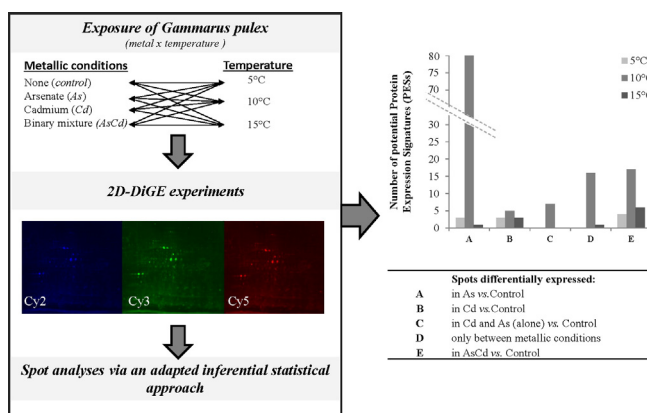 Exposure of Gammarus pulex
(metal x temperature )
Metallic conditions Temperature
None (control) 5°C
Arsenate (As)
Cadmium (Cd) 10°C
Binary mixture (AsCd) 15°C
2D-DiGE experiments
Cy2 Cy3 Cy5
Spot analyses via an adapted inferential statistical
approach
Number of potential Protein
Expression Signatures (PESs)
80
70
30
25
20
15
10
5
0
A B C D E
5°C
10°C
15°C
Spots differentially expressed:
A in As vs.Control
B in Cd vs.Control
C in Cd and As (alone) vs. Control
D only between metallic conditions
E in AsCd vs. Control